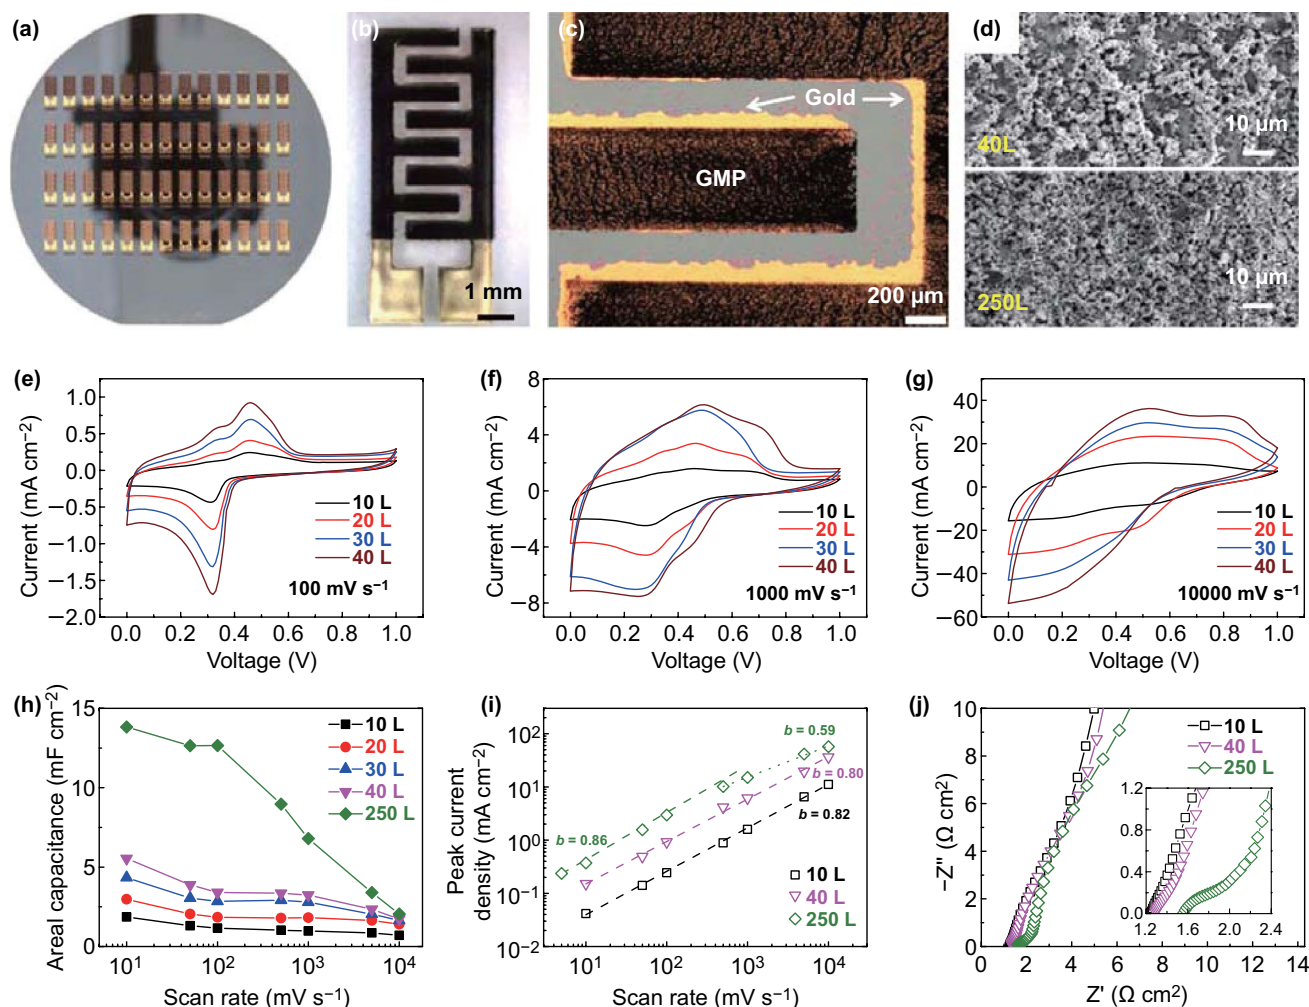 (a)
(b)
1 mm
(c)
Gold
GMP
200 µm
(d)
40L
10 µm
250L
10 µm
(e)
Current (mA cm−2)
1.0
0.5
0.0
−0.5
−1.0
−1.5
−2.0
10 L
20 L
30 L
40 L
100 mV s−1
0.0 0.2 0.4 0.6 0.8 1.0
Voltage (V)
(f)
Current (mA cm−2)
8
4
0
−4
−8
10 L
20 L
30 L
40 L
1000 mV s−1
0.0 0.2 0.4 0.6 0.8 1.0
Voltage (V)
(g)
Current (mA cm−2)
40
20
0
−20
−40
−60
10 L
20 L
30 L
40 L
10000 mV s−1
0.0 0.2 0.4 0.6 0.8 1.0
Voltage (V)
(h)
Areal capacitance (mF cm−2)
15
10
5
0
10 L
20 L
30 L
40 L
250 L
10¹ 10² 10³ 10⁴
Scan rate (mV s−1)
(i)
Peak current
density (mA cm−2)
10³
10²
10¹
10⁰
10−1
10−2
b = 0.59
b = 0.80
b = 0.86
b = 0.82
10 L
40 L
250 L
10¹ 10² 10³ 10⁴
Scan rate (mV s−1)
(j)
−Z″ (Ω cm²)
10
8
6
4
2
0
10 L
40 L
250 L
1.2
0.8
0.4
0.0
1.2 1.6 2.0 2.4
0 2 4 6 8 10 12 14
Z′ (Ω cm²)